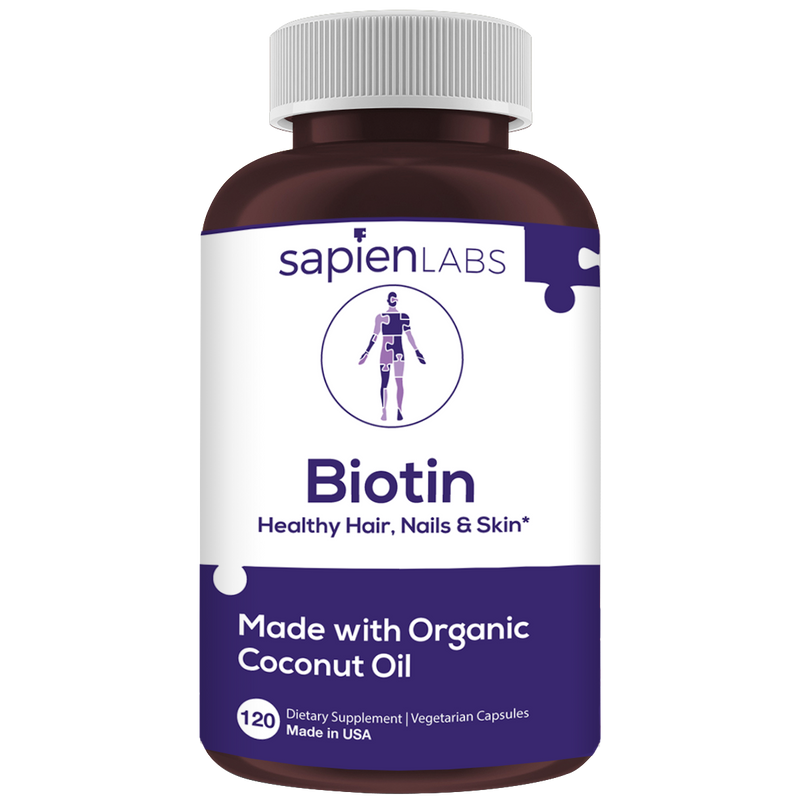 sapienLABS
Biotin
Healthy Hair, Nails & Skin*
Made with Organic
Coconut Oil
120
Dietary Supplement | Vegetarian Capsules
Made in USA